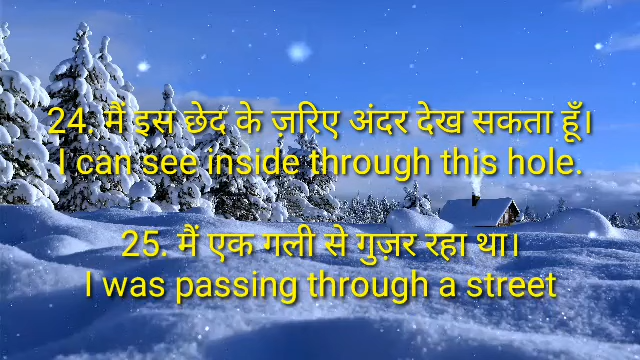 24. मैं इस छेद के ज़रिए अंदर देख सकता हूँ।
I can see inside through this hole.
25. मैं एक गली से गुज़र रहा था।
I was passing through a street